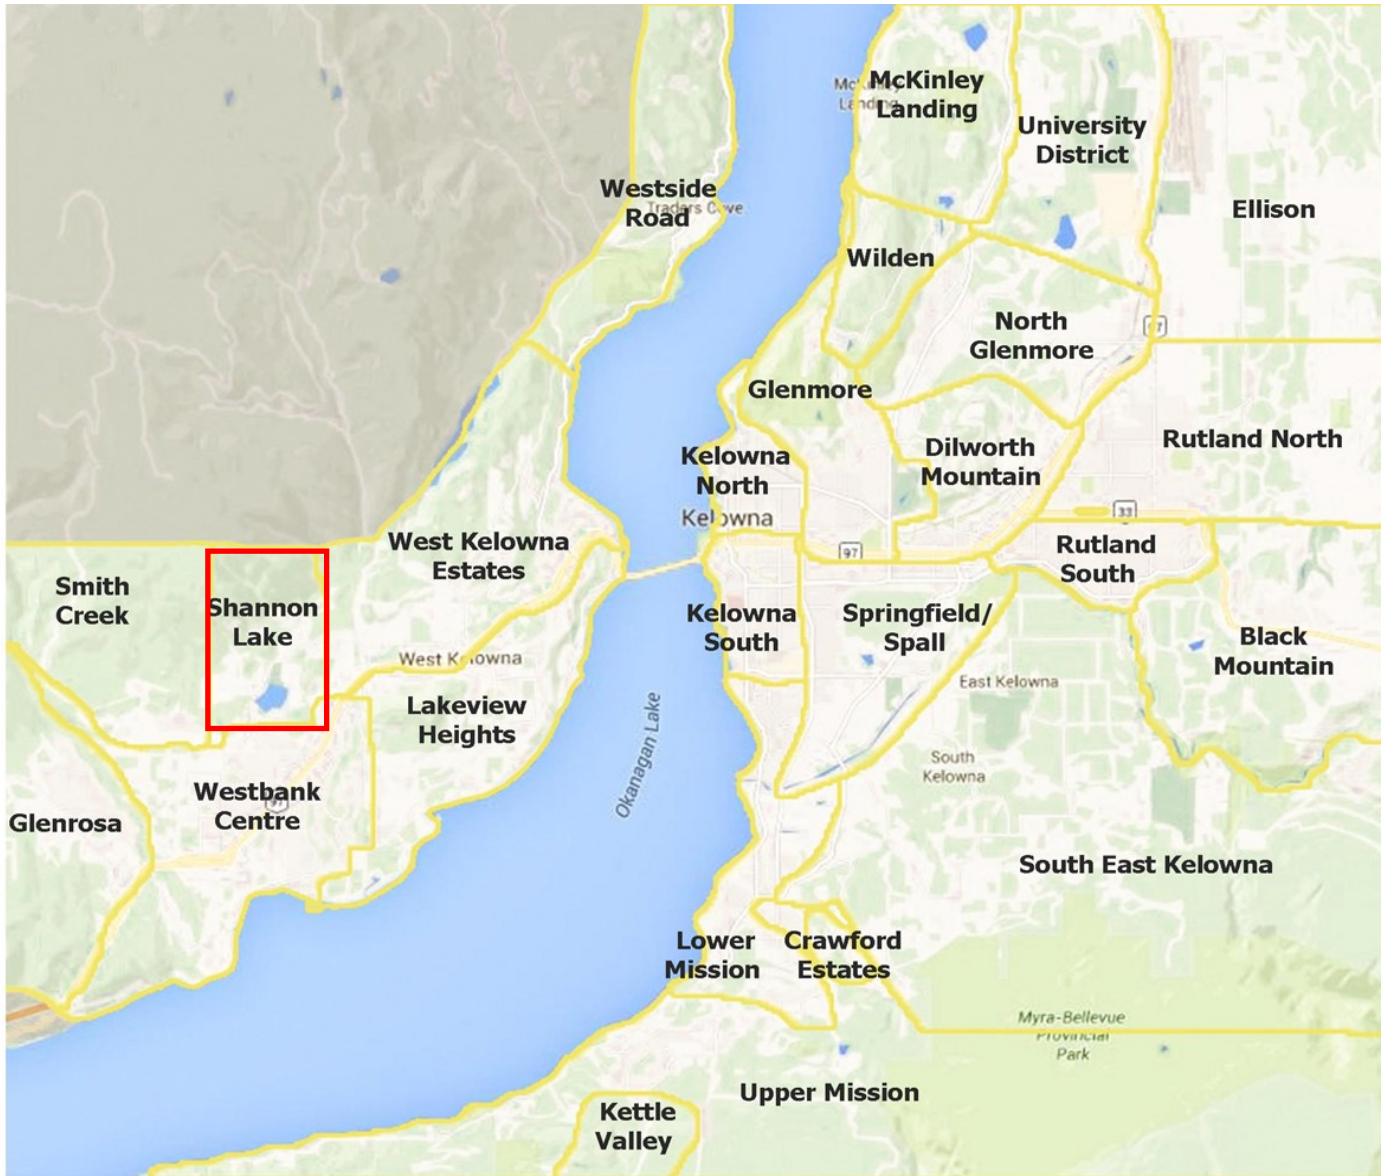 McKinley
Landing
University
District
Westside
Road
Traders Cove
Ellison
Wilden
North
Glenmore
97
Glenmore
Rutland North
Dilworth
Mountain
Kelowna
North
Kelowna
33
97
West Kelowna
Estates
Rutland
South
Smith
Creek
Shannon
Lake
Kelowna
South
Springfield/
Spall
Black
Mountain
West Kelowna
East Kelowna
Lakeview
Heights
Okanagan Lake
South
Kelowna
Westbank
Centre
97
Glenrosa
South East Kelowna
Lower
Mission
Crawford
Estates
Myra-Bellevue
Provincial
Park
Upper Mission
Kettle
Valley